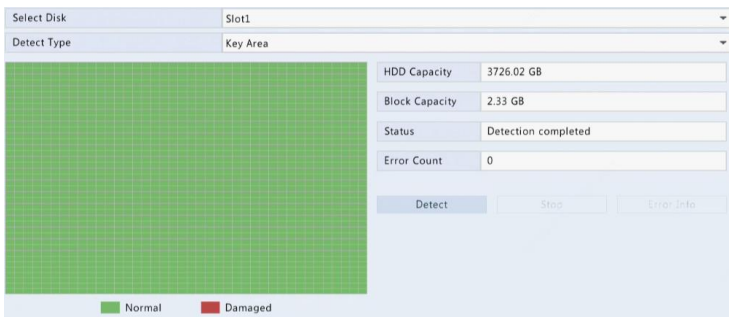 Select Disk Slot1
Detect Type Key Area
HDD Capacity 3726.02 GB
Block Capacity 2.33 GB
Status Detection completed
Error Count 0
Detect Stop Error Info
Normal Damaged